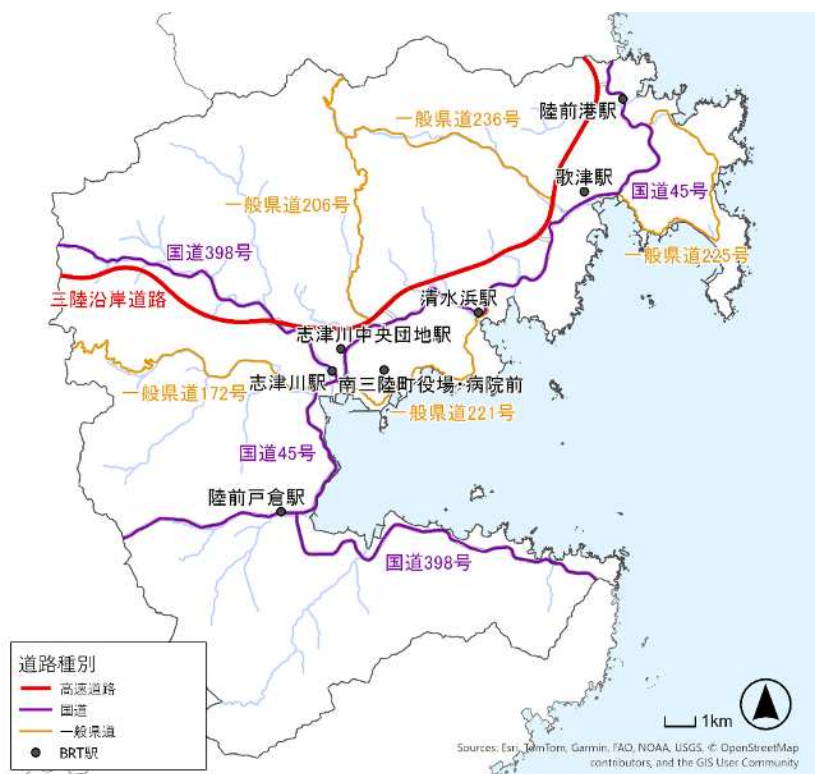 陸前港駅
一般県道236号
歌津駅
国道45号
一般県道206号
国道398号
一般県道225号
三陸沿岸道路
清水浜駅
志津川中央団地駅
志津川駅
南三陸町役場・病院前
一般県道172号
一般県道221号
国道45号
陸前戸倉駅
国道398号
道路種別
高速道路
国道
一般県道
BRT駅
1km
Sources: Esri, TomTom, Garmin, FAO, NOAA, USGS, © OpenStreetMap
contributors, and the GIS User Community